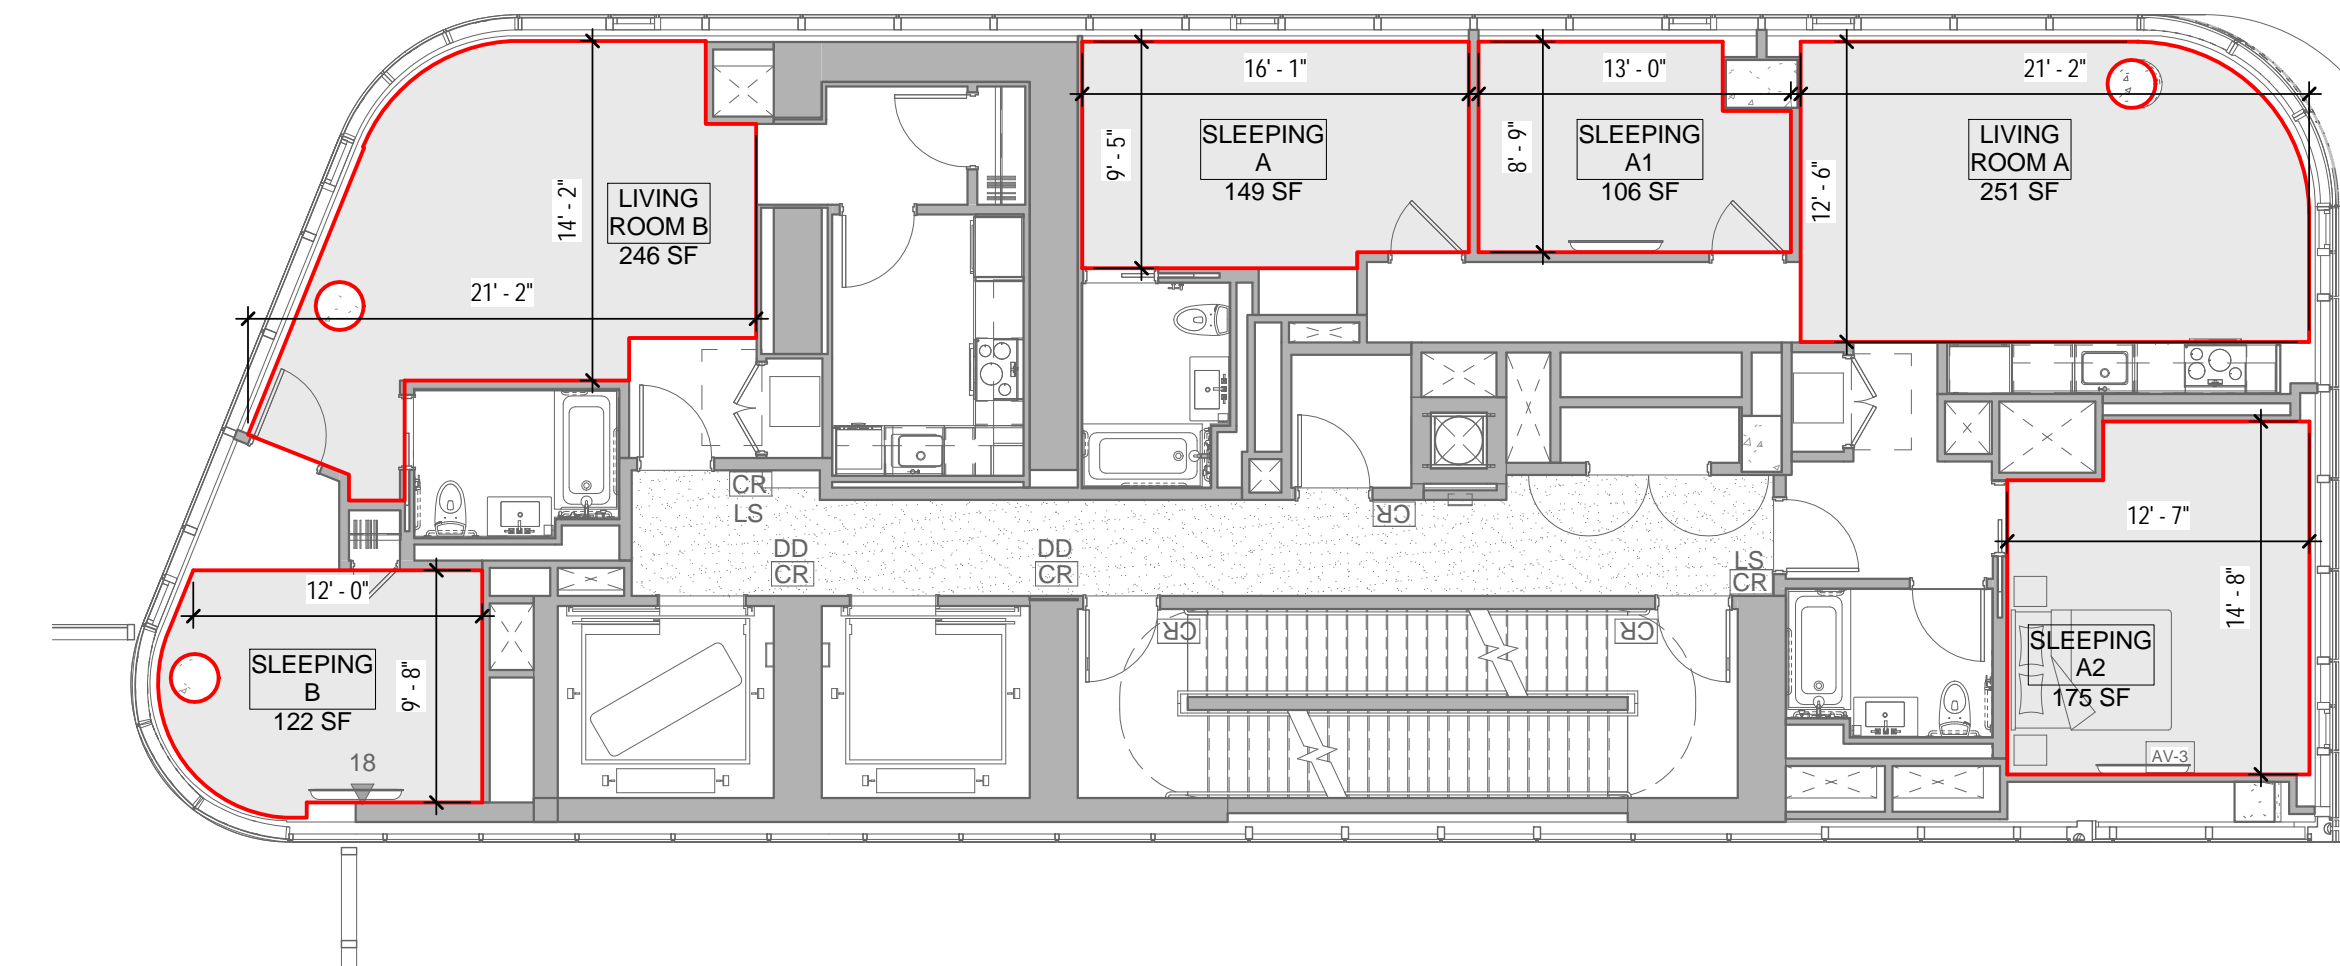 16' - 1"
13' - 0"
21' - 2"
9' - 5"
SLEEPING
A
149 SF
8' - 9"
SLEEPING
A1
106 SF
12' - 6"
LIVING
ROOM A
251 SF
14' - 2"
LIVING
ROOM B
246 SF
21' - 2"
CR
LS
CR
DD
CR
DD
CR
LS
CR
12' - 7"
14' - 8"
SLEEPING
A2
175 SF
AV-3
12' - 0"
9' - 8"
SLEEPING
B
122 SF
18
CR
CR